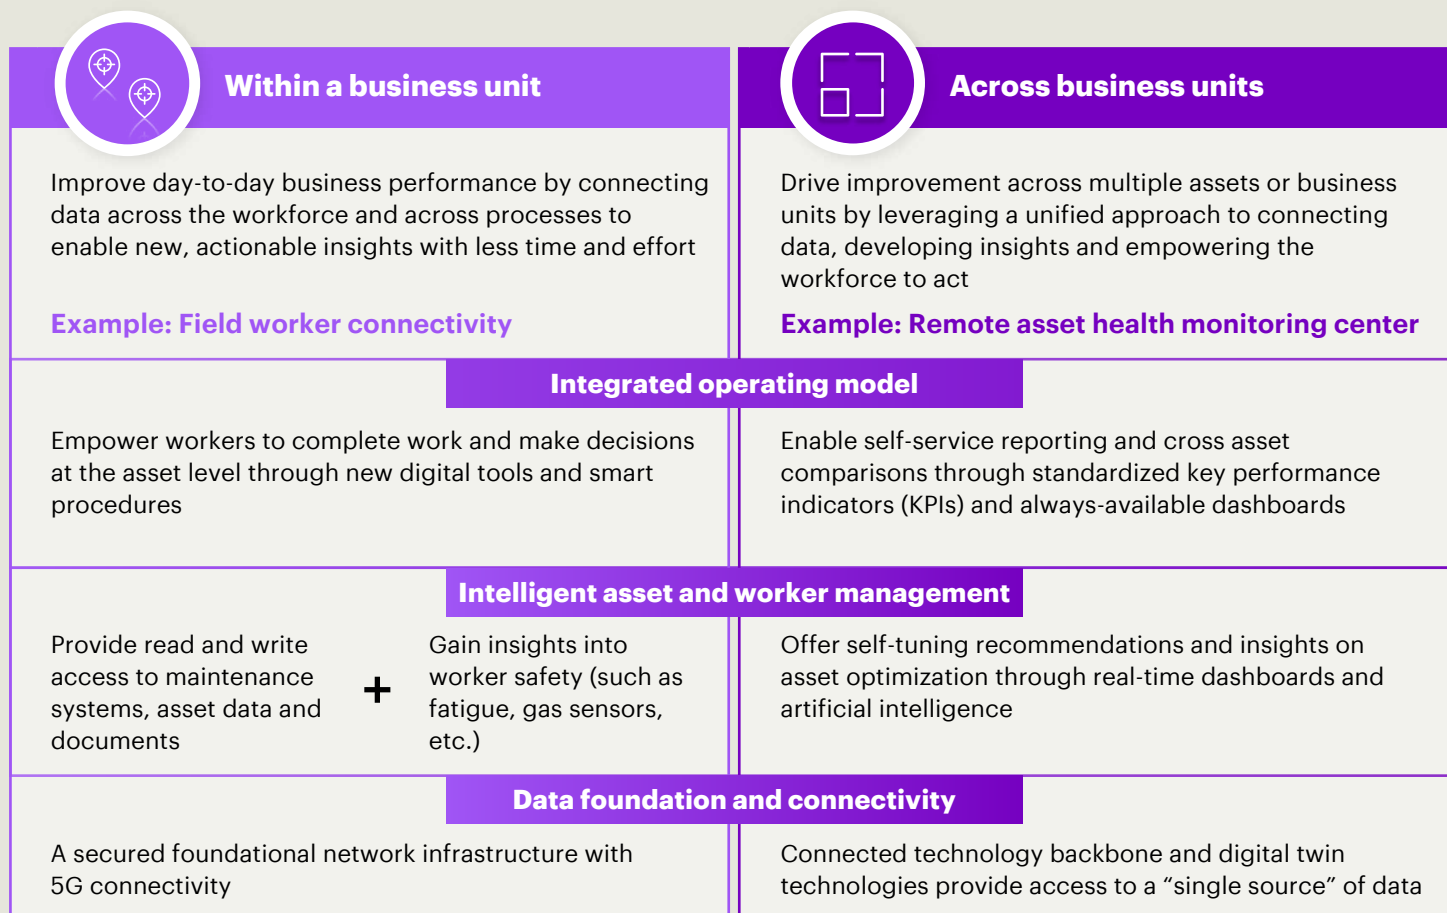 Within a business unit
Improve day-to-day business performance by connecting
data across the workforce and across processes to
enable new, actionable insights with less time and effort
Example: Field worker connectivity
Across business units
Drive improvement across multiple assets or business
units by leveraging a unified approach to connecting
data, developing insights and empowering the
workforce to act
Example: Remote asset health monitoring center
Integrated operating model
Empower workers to complete work and make decisions
at the asset level through new digital tools and smart
procedures
Enable self-service reporting and cross asset
comparisons through standardized key performance
indicators (KPIs) and always-available dashboards
Intelligent asset and worker management
Provide read and write
access to maintenance
systems, asset data and
documents
+
Gain insights into
worker safety (such as
fatigue, gas sensors,
etc.)
Offer self-tuning recommendations and insights on
asset optimization through real-time dashboards and
artificial intelligence
Data foundation and connectivity
A secured foundational network infrastructure with
5G connectivity
Connected technology backbone and digital twin
technologies provide access to a “single source” of data